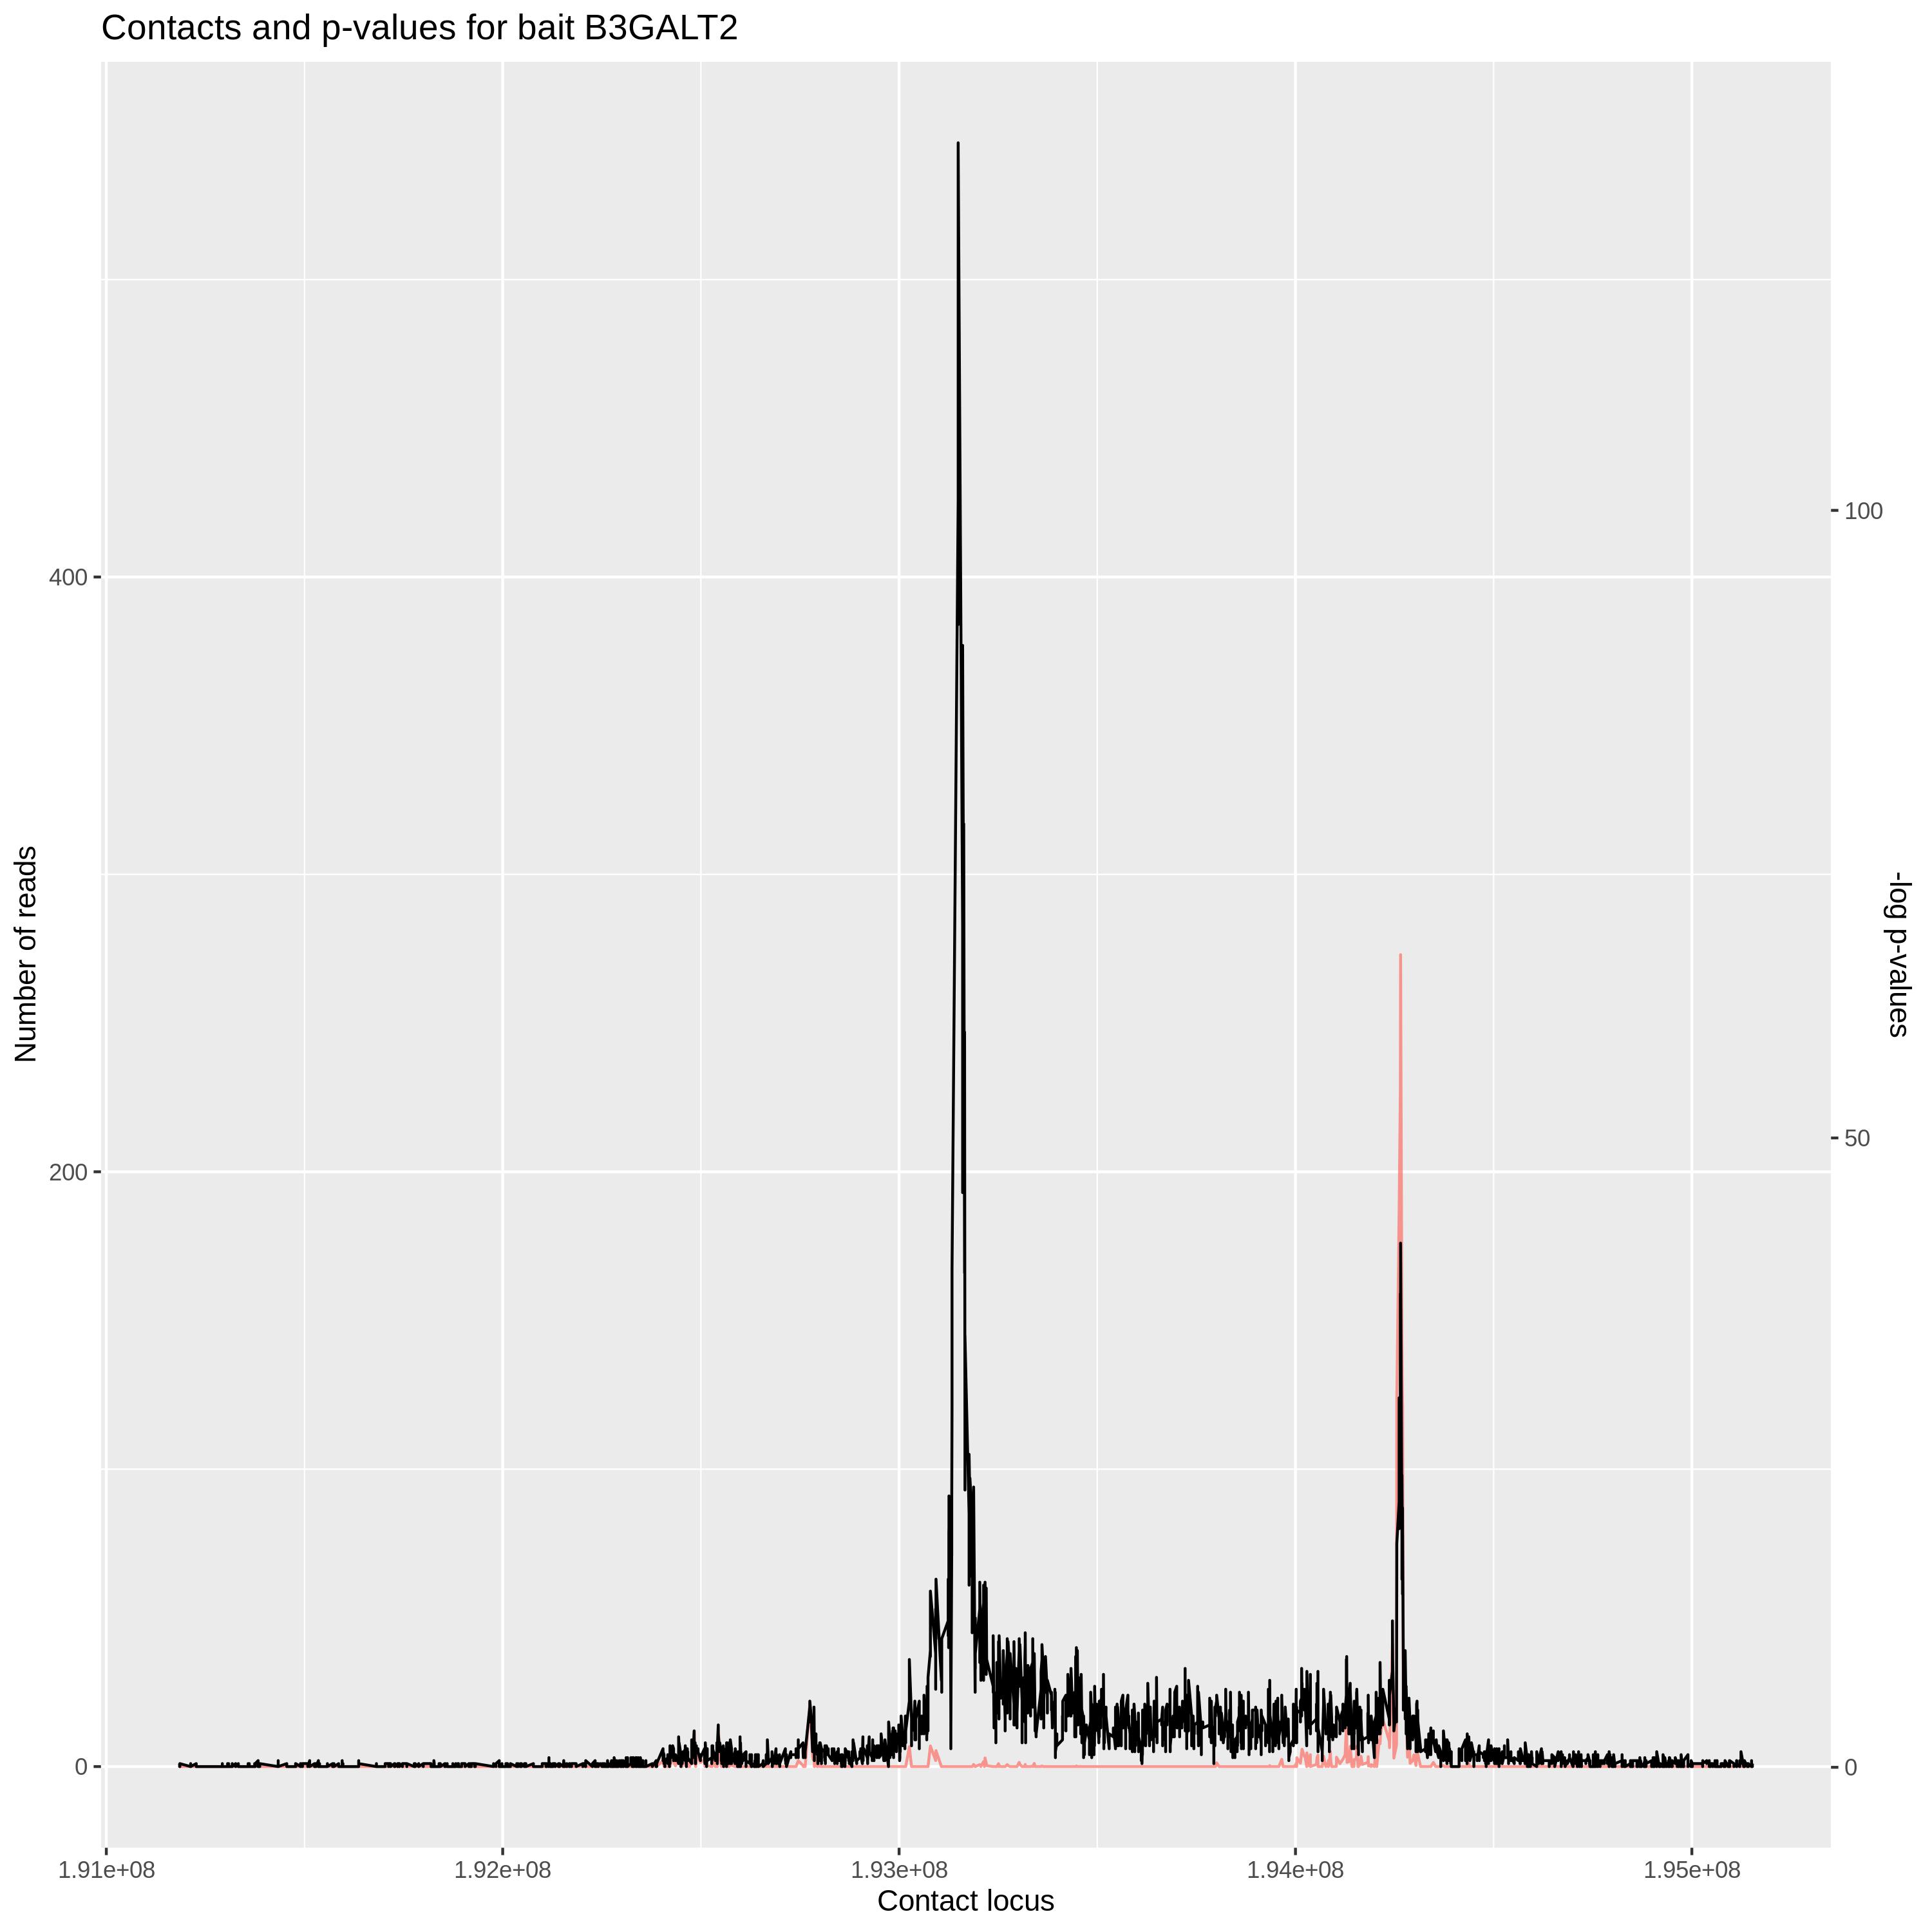 Contacts and p-values for bait B3GALT2
Number of reads
400
200
0
100
50
0
-log p-values
1.91e+08 1.92e+08 1.93e+08 1.94e+08 1.95e+08
Contact locus